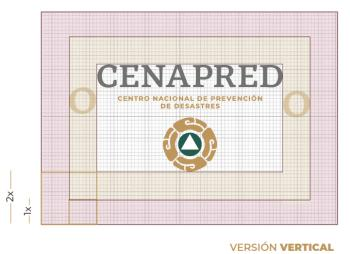 CENAPRED
O O
CENTRO NACIONAL DE PREVENCIÓN
DE DESASTRES
2x
1x
VERSIÓN VERTICAL